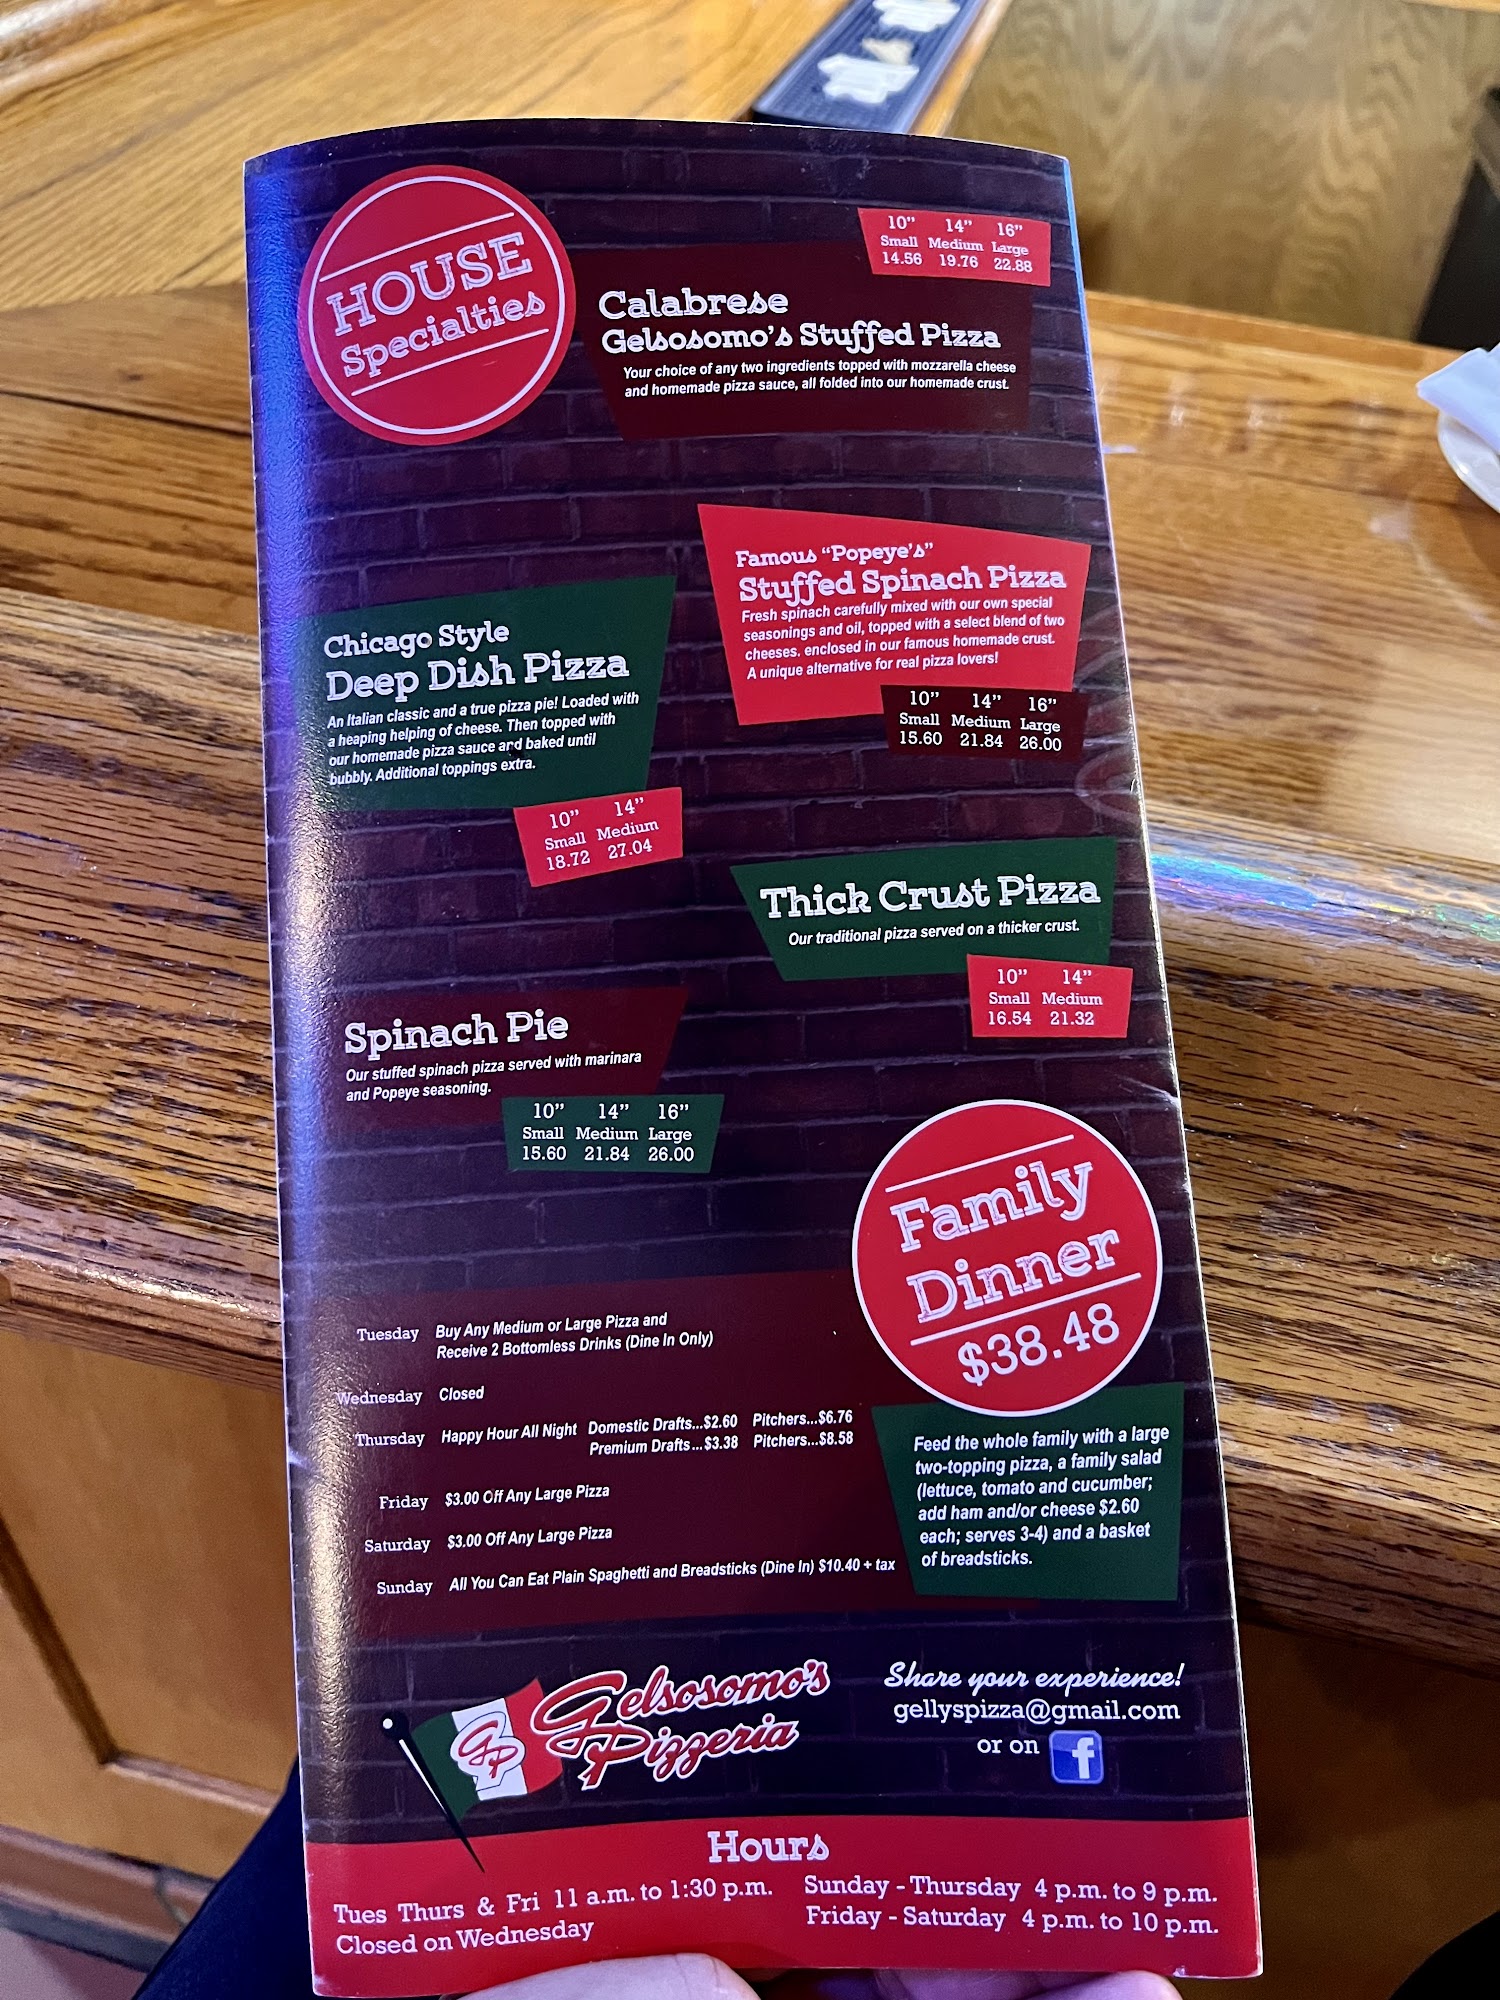 HOUSE
Specialties
10" 14" 16"
Small Medium Large
14.56 19.76 22.88
Calabrese
Gelsosomo's Stuffed Pizza
Your choice of any two ingredients topped with mozzarella cheese
and homemade pizza sauce, all folded into our homemade crust.
Famous "Popeye's"
Stuffed Spinach Pizza
Fresh spinach carefully mixed with our own special
seasonings and oil, topped with a select blend of two
cheeses. enclosed in our famous homemade crust.
A unique alternative for real pizza lovers!
10" 14" 16"
Small Medium Large
15.60 21.84 26.00
Chicago Style
Deep Dish Pizza
An Italian classic and a true pizza pie! Loaded with
a heaping helping of cheese. Then topped with
our homemade pizza sauce and baked until
bubbly. Additional toppings extra.
10" 14"
Small Medium
18.72 27.04
Thick Crust Pizza
Our traditional pizza served on a thicker crust.
10" 14"
Small Medium
16.54 21.32
Spinach Pie
Our stuffed spinach pizza served with marinara
and Popeye seasoning.
10" 14" 16"
Small Medium Large
15.60 21.84 26.00
Family
Dinner
$38.48
Feed the whole family with a large
two-topping pizza, a family salad
(lettuce, tomato and cucumber;
add ham and/or cheese $2.60
each; serves 3-4) and a basket
of breadsticks.
Tuesday Buy Any Medium or Large Pizza and
Receive 2 Bottomless Drinks (Dine In Only)
Wednesday Closed
Thursday Happy Hour All Night Domestic Drafts...$2.60 Pitchers...$6.76
Premium Drafts...$3.38 Pitchers...$8.58
Friday $3.00 Off Any Large Pizza
Saturday $3.00 Off Any Large Pizza
Sunday All You Can Eat Plain Spaghetti and Breadsticks (Dine In) $10.40 + tax
GP
Gelsosomo's
Pizzeria
Share your experience!
gellyspizza@gmail.com
or on f
Hours
Tues Thurs & Fri 11 a.m. to 1:30 p.m.
Closed on Wednesday
Sunday - Thursday 4 p.m. to 9 p.m.
Friday - Saturday 4 p.m. to 10 p.m.